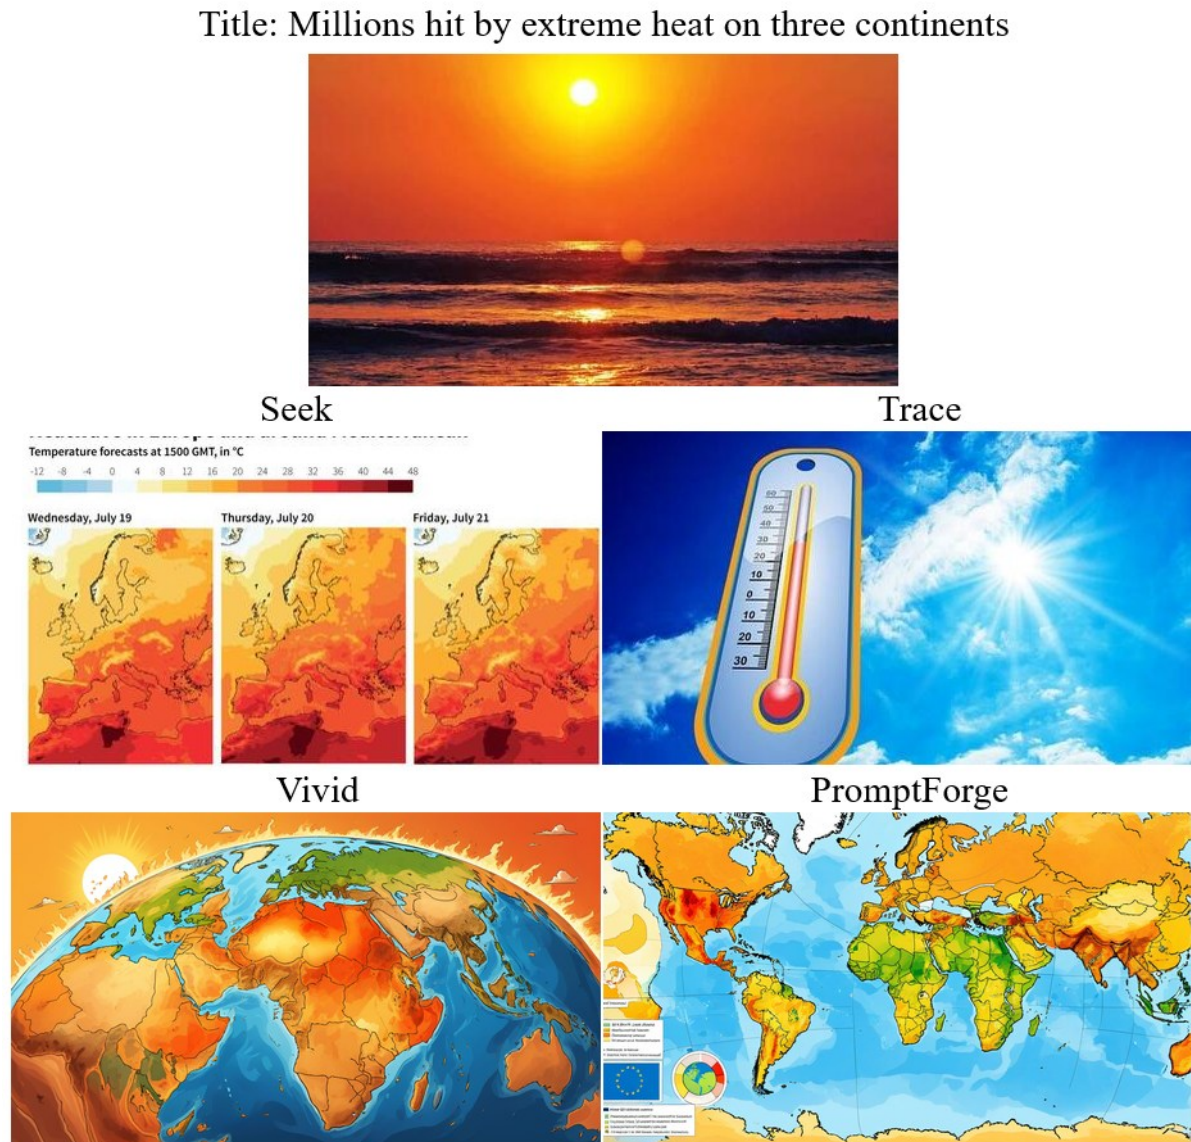 Title: Millions hit by extreme heat on three continents
Seek
Trace
Temperature forecasts at 1500 GMT, in °C
-12 -8 -4 0 4 8 12 16 20 24 28 32 36 40 44 48
Wednesday, July 19
Thursday, July 20
Friday, July 21
60
50
40
30
20
10
0
10
20
30
Vivid
PromptForge